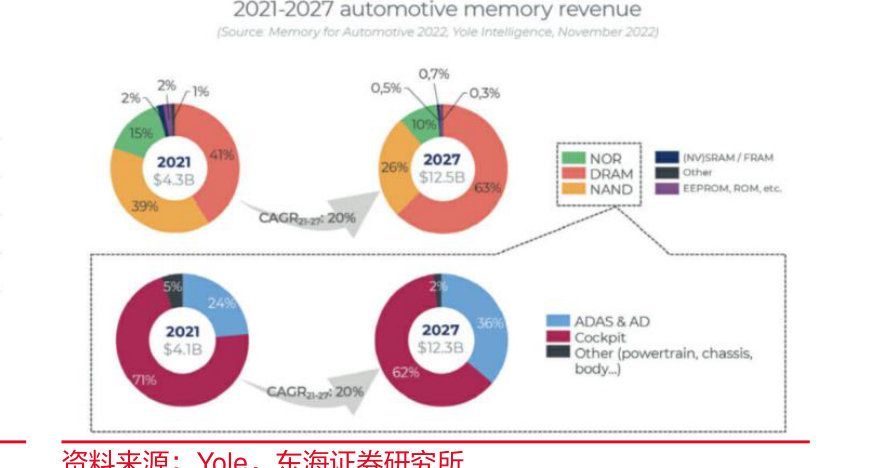 2021-2027 automotive memory revenue
(Source: Memory for Automotive 2022, Yole Intelligence, November 2022)
2% 2% 1%
15%
41%
39%
2021
$4.3B
CAGR21-27: 20%
0,5% 0,7% 0,3%
10%
26%
63%
2027
$12.5B
NOR
DRAM
NAND
(NV)SRAM / FRAM
Other
EEPROM, ROM, etc.
5%
24%
71%
2021
$4.1B
CAGR21-27: 20%
2%
36%
62%
2027
$12.3B
ADAS & AD
Cockpit
Other (powertrain, chassis,
body...)
资料来源：Yole，东海证券研究所